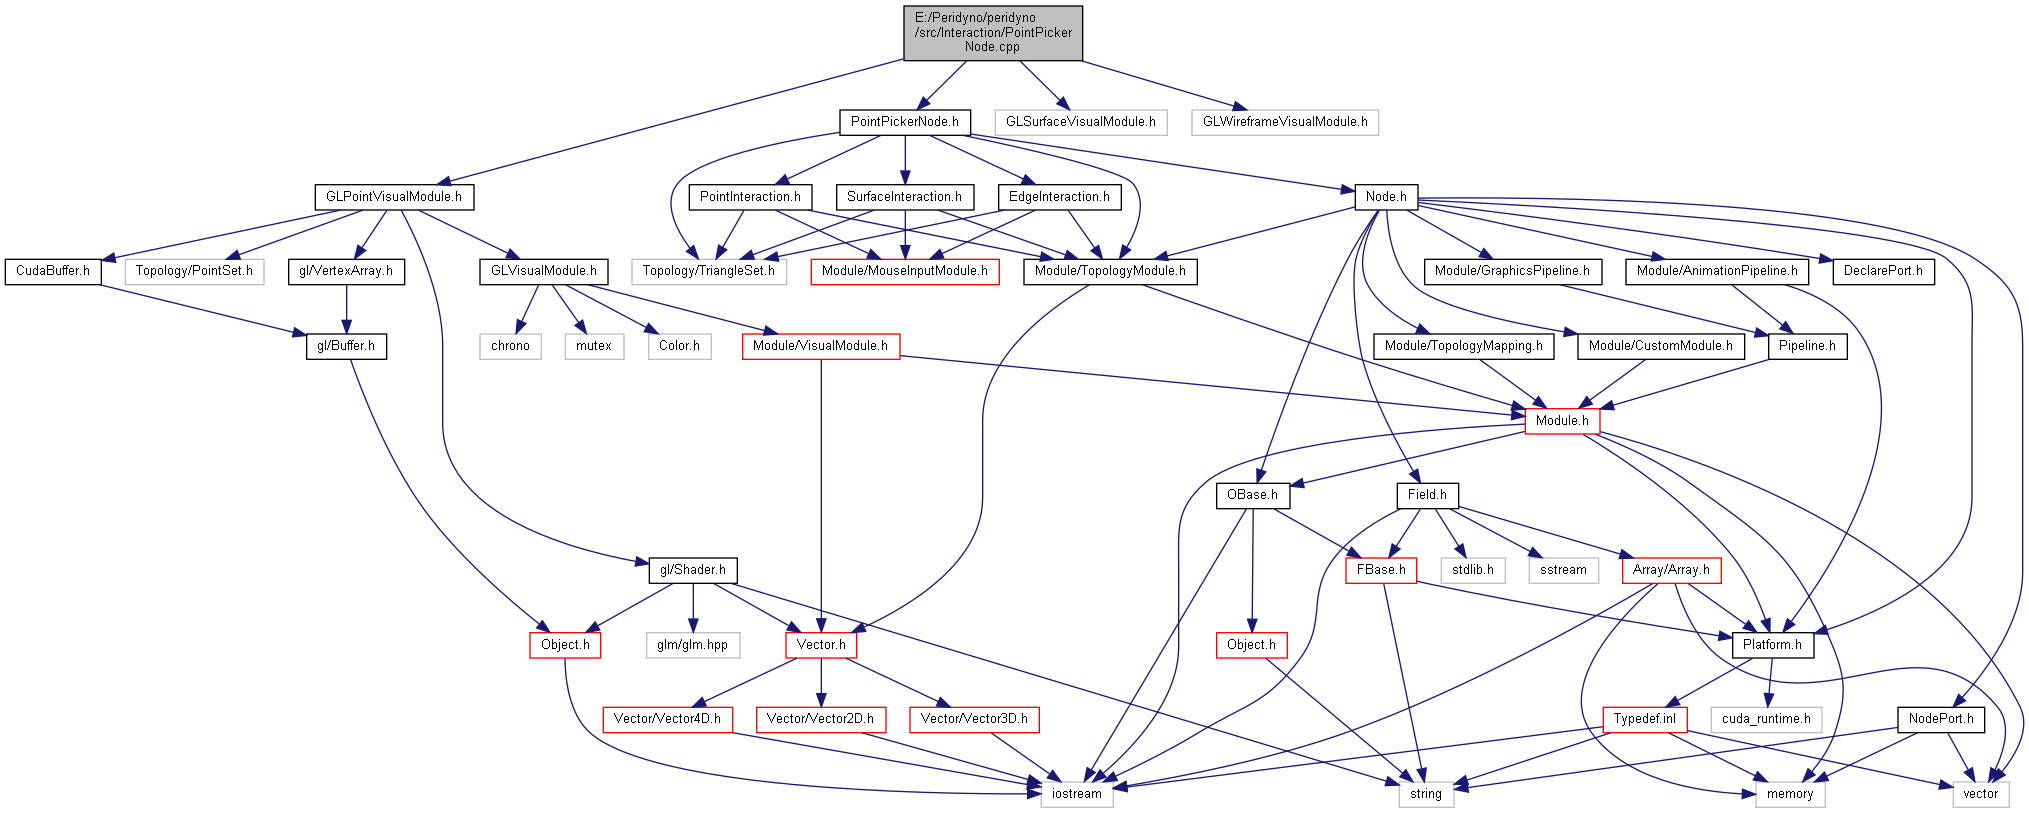 E:/Peridyno/peridyno
/src/Interaction/PointPicker
Node.cpp
PointPickerNode.h
GLSurfaceVisualModule.h
GLWireframeVisualModule.h
GLPointVisualModule.h
PointInteraction.h
SurfaceInteraction.h
EdgeInteraction.h
Node.h
CudaBuffer.h
Topology/PointSet.h
gl/VertexArray.h
GLVisualModule.h
Topology/TriangleSet.h
Module/MouseInputModule.h
Module/TopologyModule.h
Module/GraphicsPipeline.h
Module/AnimationPipeline.h
DeclarePort.h
gl/Buffer.h
chrono
mutex
Color.h
Module/VisualModule.h
Module/TopologyMapping.h
Module/CustomModule.h
Pipeline.h
Module.h
OBase.h
Field.h
gl/Shader.h
FBase.h
stdlib.h
sstream
Array/Array.h
Object.h
glm/glm.hpp
Vector.h
Object.h
Platform.h
Vector/Vector4D.h
Vector/Vector2D.h
Vector/Vector3D.h
Typedef.inl
cuda_runtime.h
NodePort.h
iostream
string
memory
vector